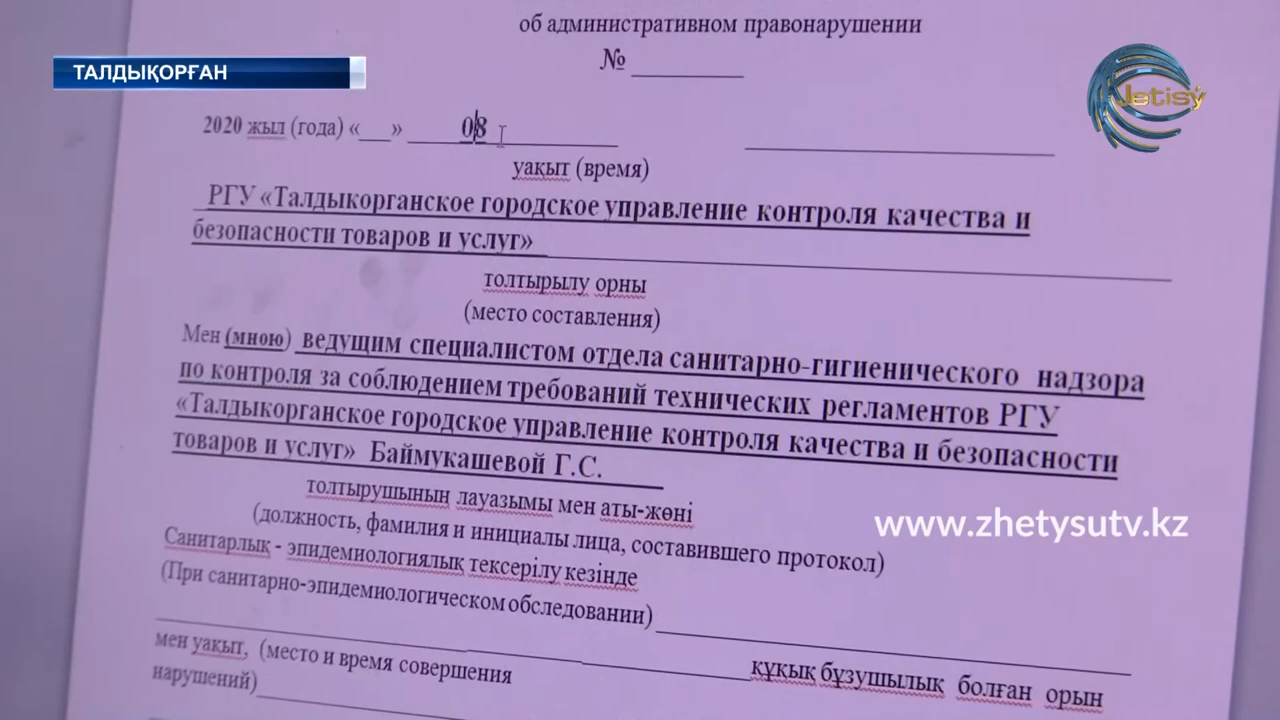 об административном правонарушении
№ ________
ТАЛДЫҚОРҒАН
Jetisý
2020 жыл (года) «___» ____08__________ ______________________
уақыт (время)
РГУ «Талдыкорганское городское управление контроля качества и
безопасности товаров и услуг»
толтырылу орны
(место составления)
Мен (мною) ведущим специалистом отдела санитарно-гигиенического надзора
по контроля за соблюдением требований технических регламентов РГУ
«Талдыкорганское городское управление контроля качества и безопасности
товаров и услуг» Баймукашевой Г.С.
толтырушының лауазымы мен аты-жөні
(должность, фамилия и инициалы лица, составившего протокол)
www.zhetysutv.kz
Санитарлық - эпидемиологиялық тексерілу кезінде
(При санитарно-эпидемиологическом обследовании)
құқық бұзушылық болған орын
мен уақыт, (место и время совершения
нарушений)